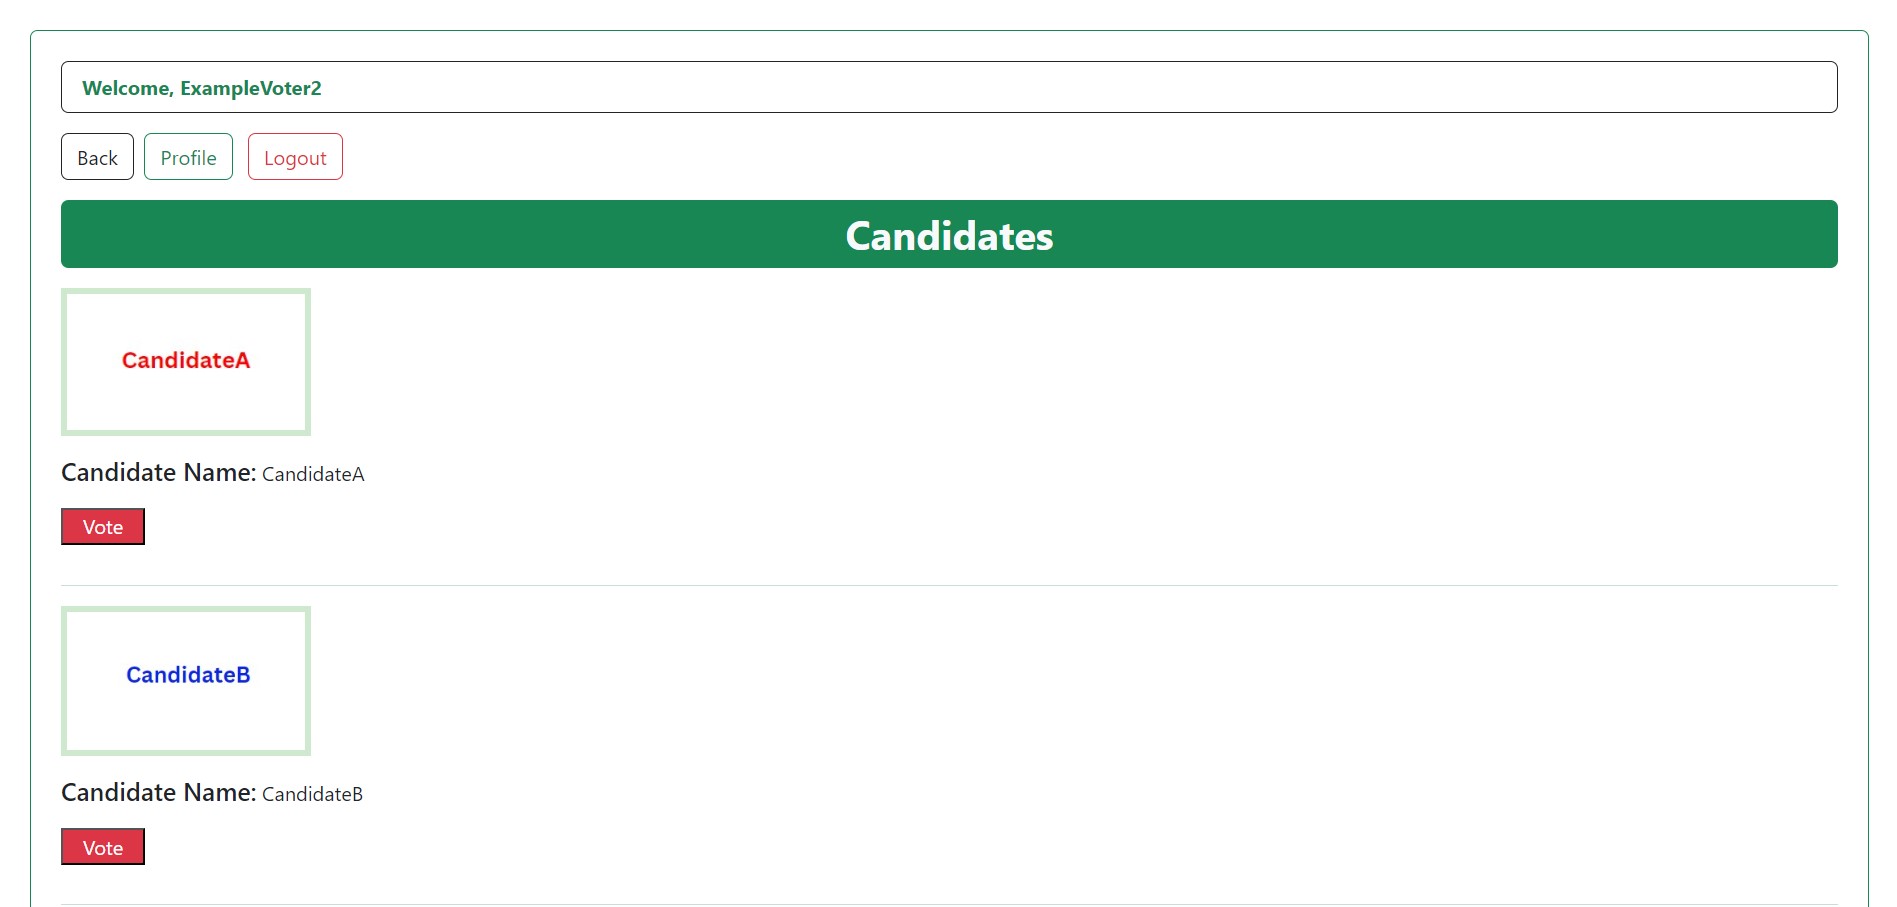 Welcome, ExampleVoter2
Back Profile Logout
Candidates
CandidateA
Candidate Name: CandidateA
Vote
CandidateB
Candidate Name: CandidateB
Vote